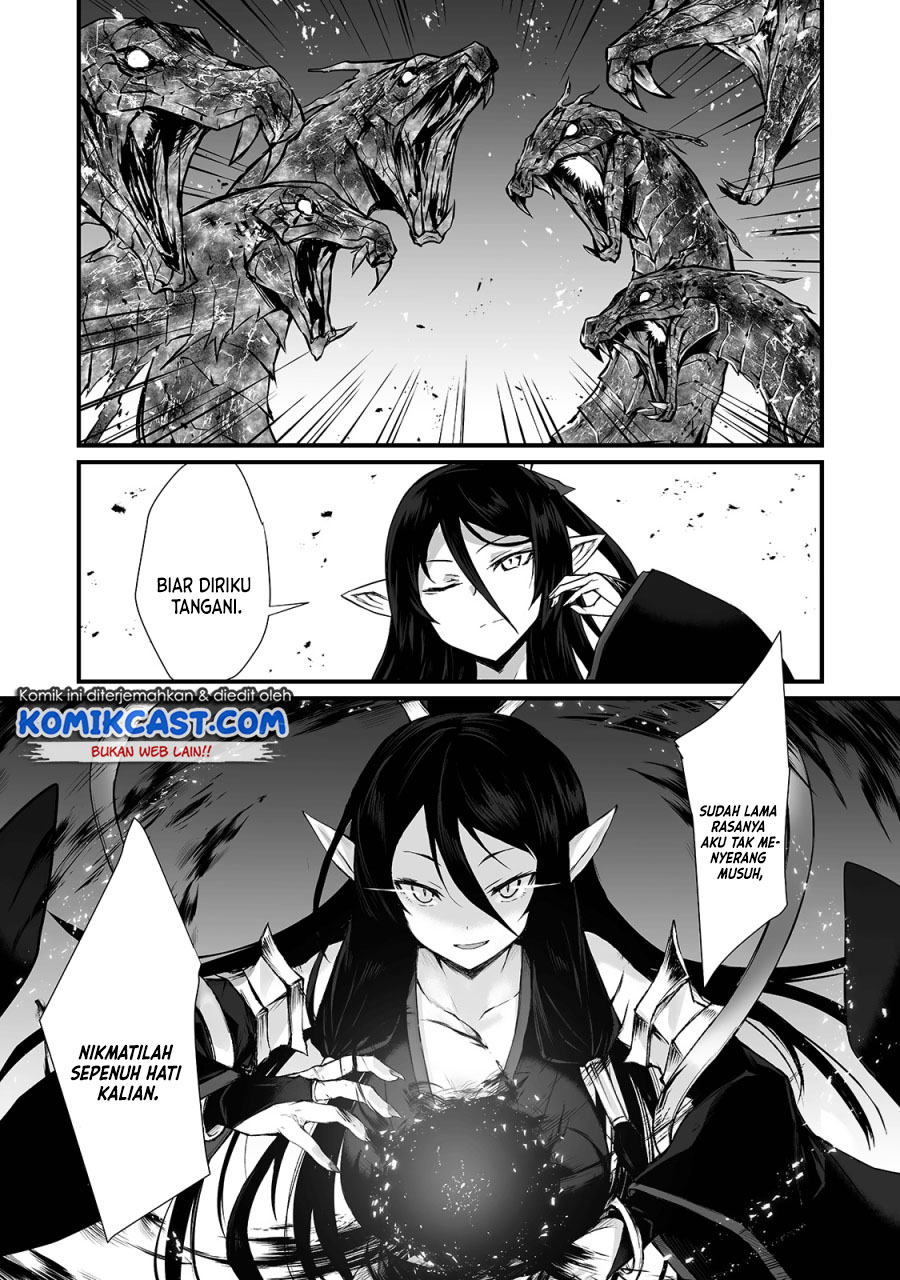 BIAR DIRIKU
TANGANI.
Komik ini diterjemahkan & diedit oleh
KOMIKCAST.COM
BUKAN WEB LAIN!!
SUDAH LAMA
RASANYA
AKU TAK ME-
NYERANG
MUSUH,
NIKMATILAH
SEPENUH HATI
KALIAN.